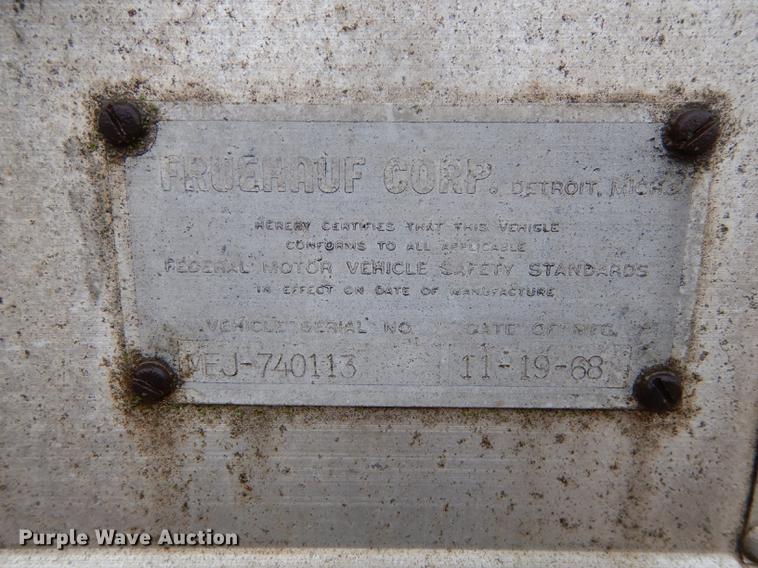 FRUEHAUF CORP. DETROIT, MICH.
HEREBY CERTIFIES THAT THIS VEHICLE
CONFORMS TO ALL APPLICABLE
FEDERAL MOTOR VEHICLE SAFETY STANDARDS
IN EFFECT ON DATE OF MANUFACTURE
VEHICLE SERIAL NO. DATE OF MFG.
MEJ-740113 11-19-68
Purple Wave Auction®